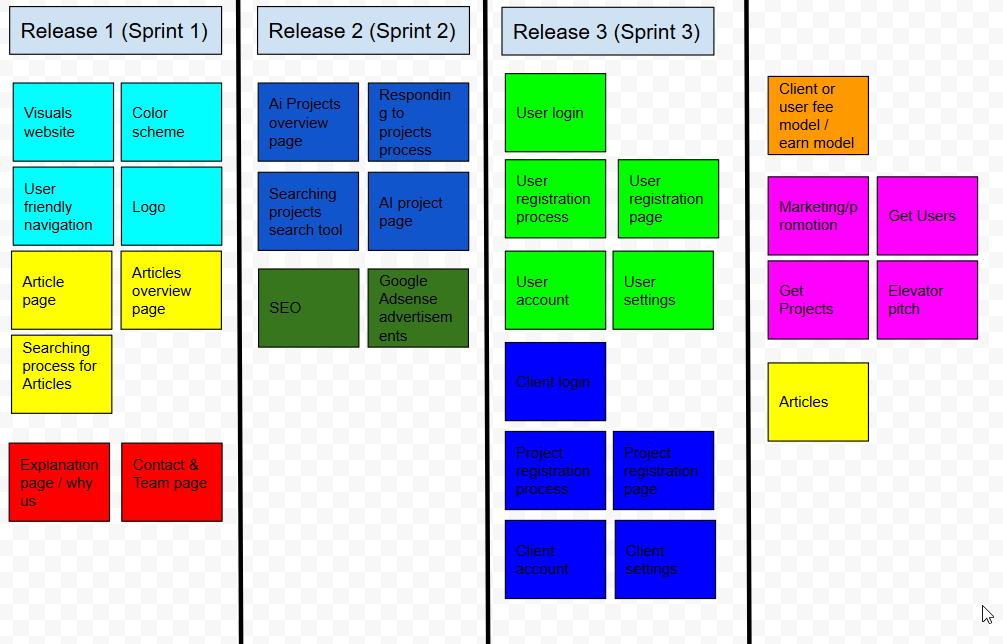 Release 1 (Sprint 1)
Visuals
website
Color
scheme
User
friendly
navigation
Logo
Article
page
Articles
overview
page
Searching
process for
Articles
Explanation
page / why
us
Contact &
Team page
Release 2 (Sprint 2)
Ai Projects
overview
page
Respondin
g to
projects
process
Searching
projects
search tool
AI project
page
SEO
Google
Adsense
advertisem
ents
Release 3 (Sprint 3)
User login
User
registration
process
User
registration
page
User
account
User
settings
Client login
Project
registration
process
Project
registration
page
Client
account
Client
settings
Client or
user fee
model /
earn model
Marketing/p
romotion
Get Users
Get
Projects
Elevator
pitch
Articles